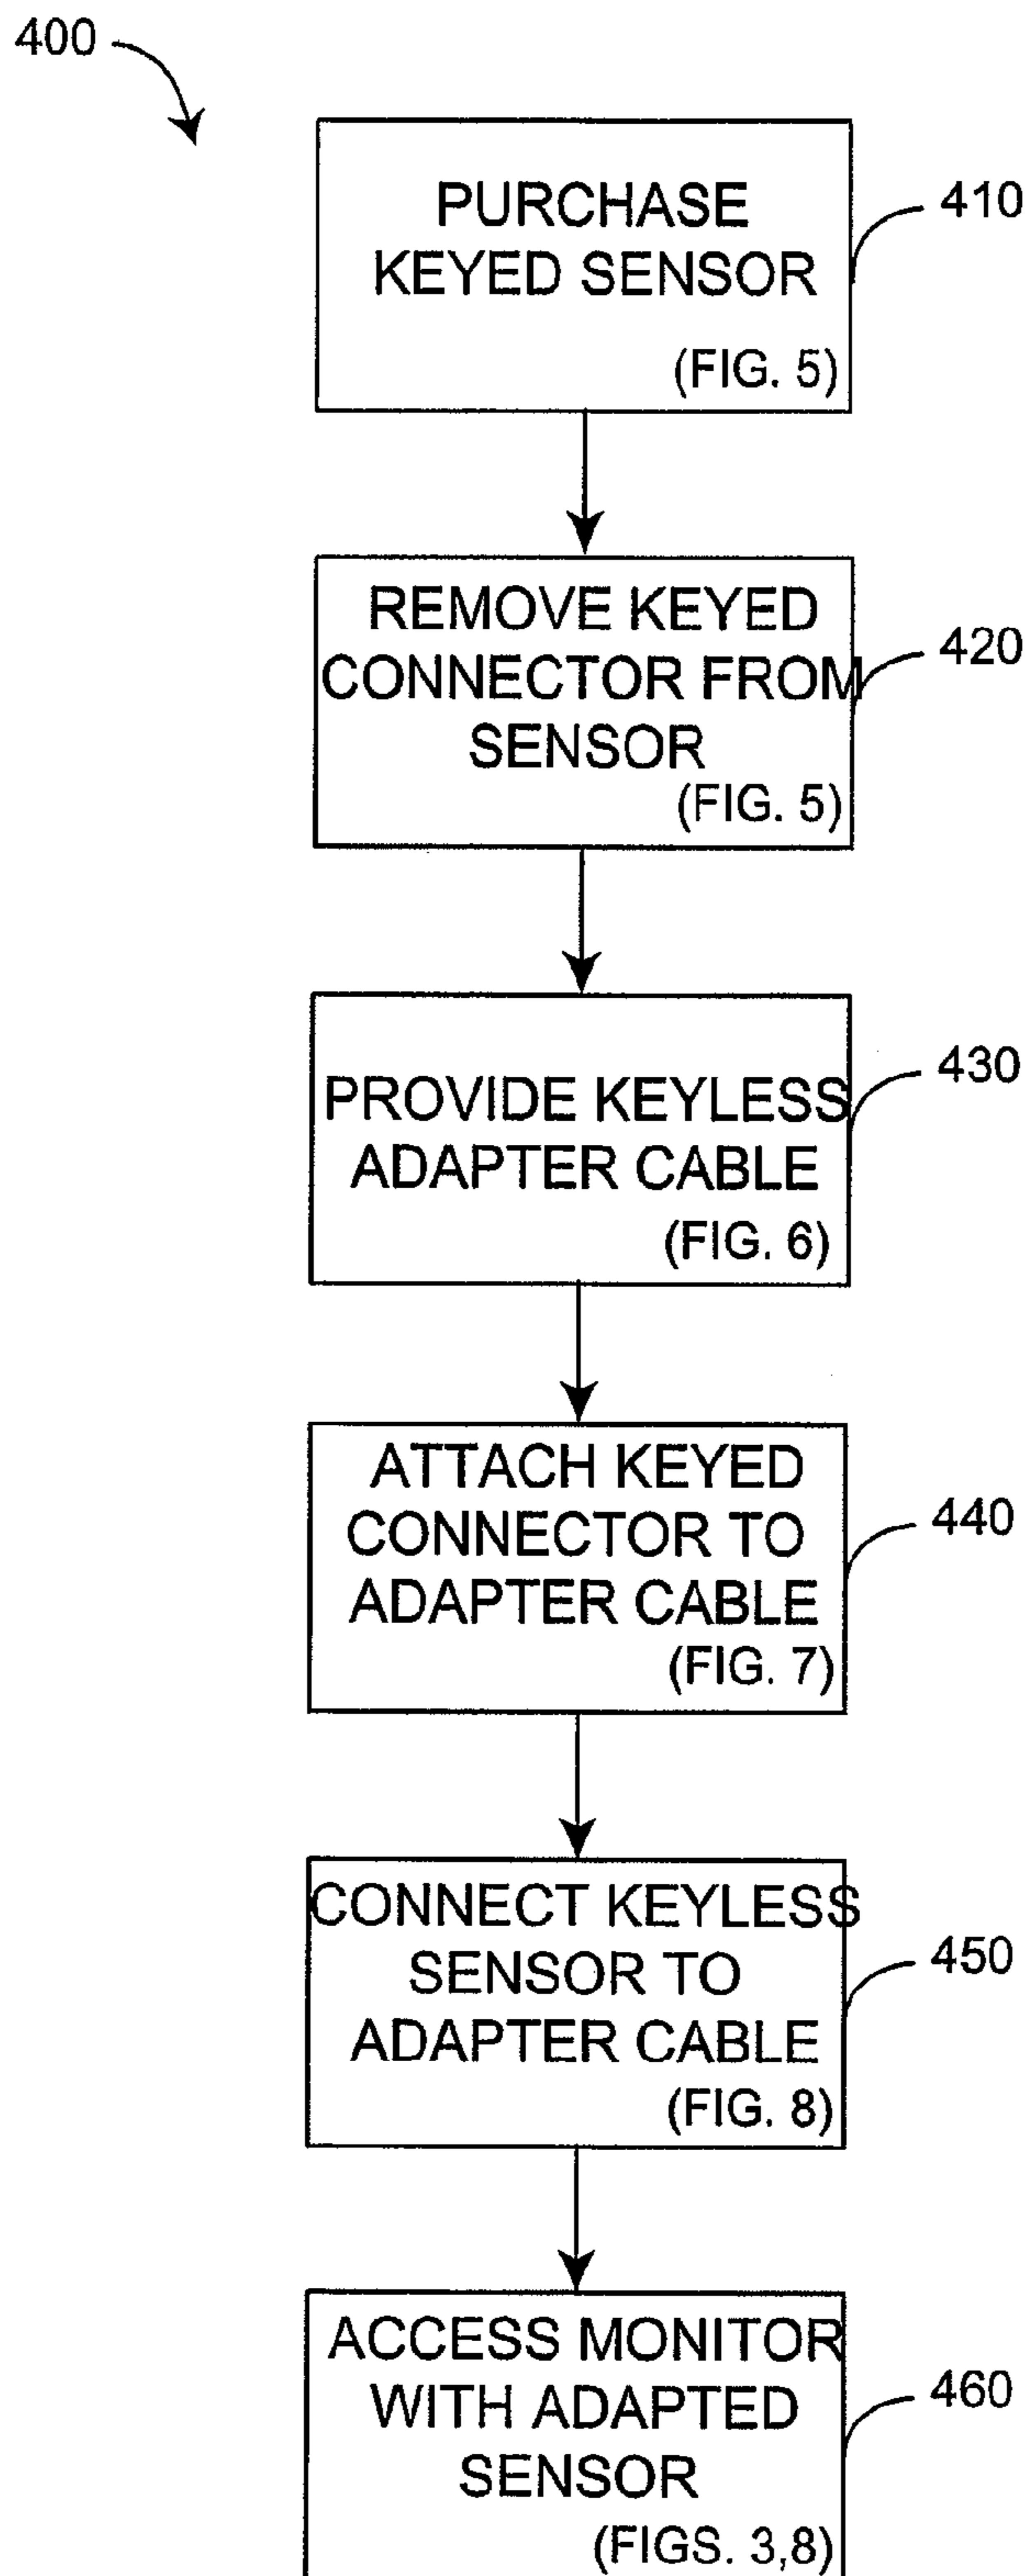 400
PURCHASE
KEYED SENSOR
(FIG. 5)
410
REMOVE KEYED
CONNECTOR FROM
SENSOR
(FIG. 5)
420
PROVIDE KEYLESS
ADAPTER CABLE
(FIG. 6)
430
ATTACH KEYED
CONNECTOR TO
ADAPTER CABLE
(FIG. 7)
440
CONNECT KEYLESS
SENSOR TO
ADAPTER CABLE
(FIG. 8)
450
ACCESS MONITOR
WITH ADAPTED
SENSOR
(FIGS. 3,8)
460